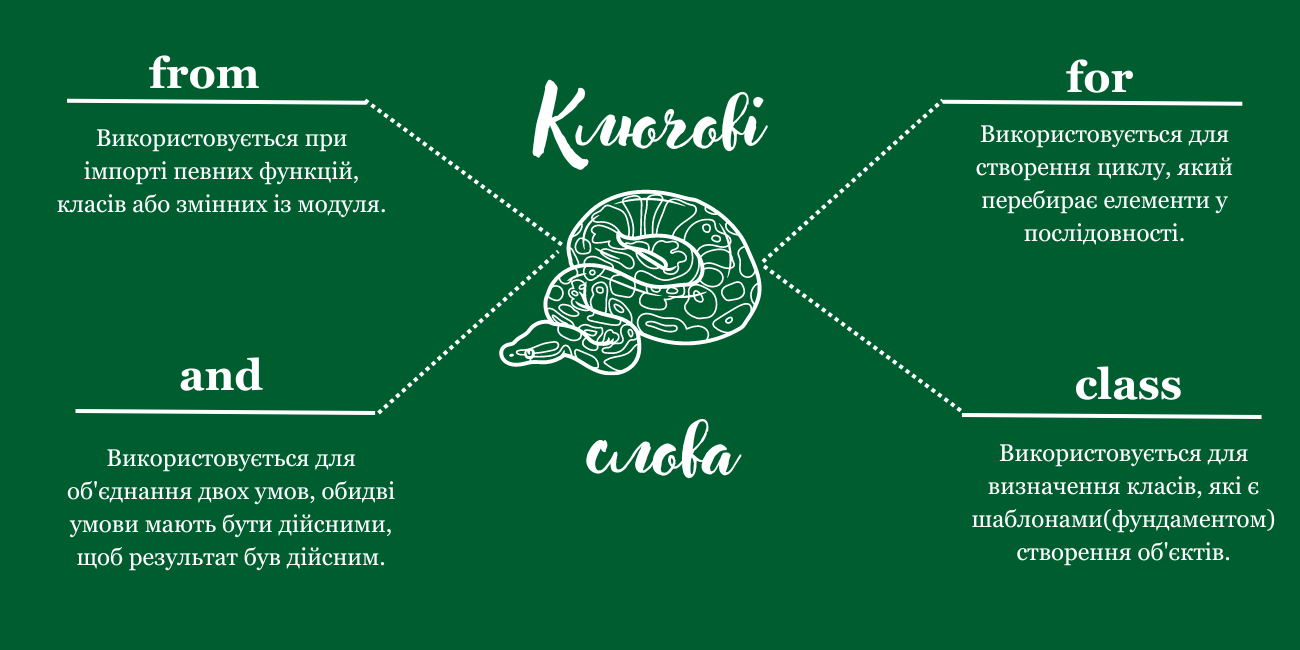 Ключові
слова
from
Використовується при
імпорті певних функцій,
класів або змінних із модуля.
for
Використовується для
створення циклу, який
перебирає елементи у
послідовності.
and
Використовується для
об'єднання двох умов, обидві
умови мають бути дійсними,
щоб результат був дійсним.
class
Використовується для
визначення класів, які є
шаблонами(фундаментом)
створення об'єктів.